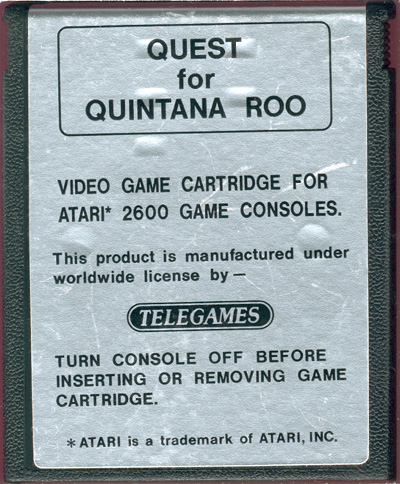 QUEST
for
QUINTANA ROO
VIDEO GAME CARTRIDGE FOR
ATARI* 2600 GAME CONSOLES.
This product is manufactured under
worldwide license by —
TELEGAMES
TURN CONSOLE OFF BEFORE
INSERTING OR REMOVING GAME
CARTRIDGE.
* ATARI is a trademark of ATARI, INC.